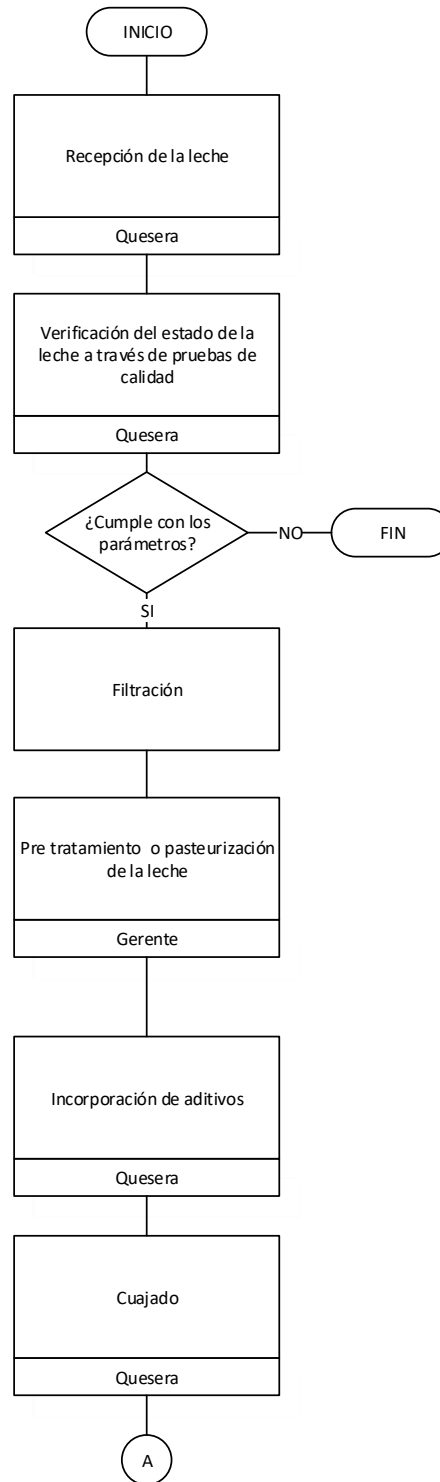 INICIO
Recepción de la leche
Quesera
Verificación del estado de la
leche a través de pruebas de
calidad
Quesera
¿Cumple con los
parámetros?
NO
FIN
SI
Filtración
Pre tratamiento o pasteurización
de la leche
Gerente
Incorporación de aditivos
Quesera
Cuajado
Quesera
A